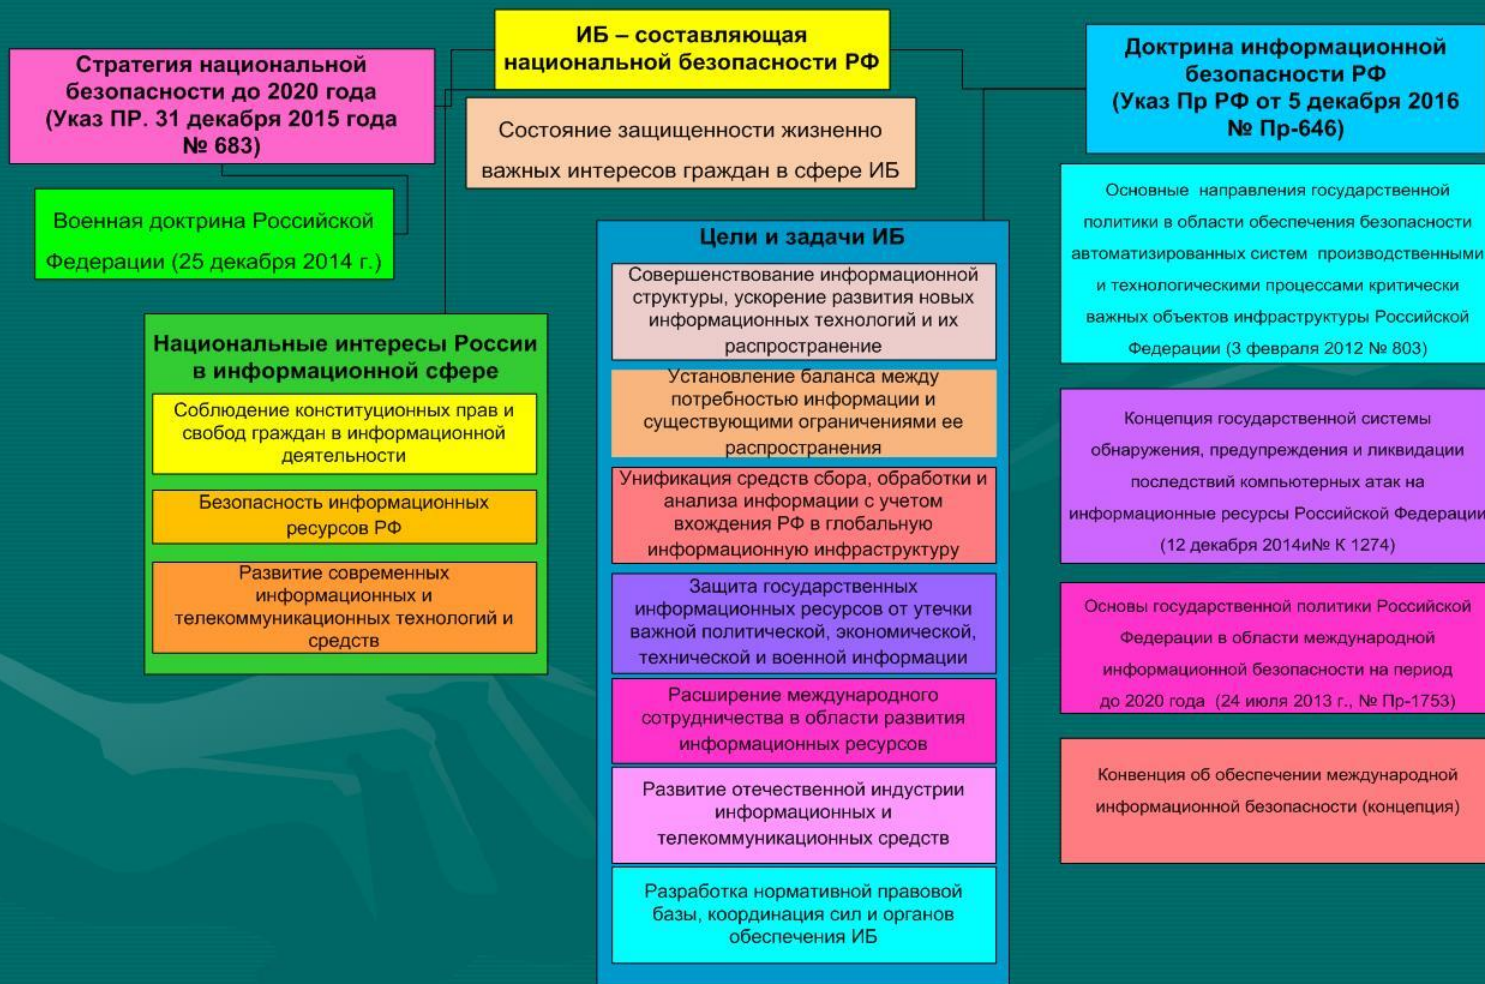 ИБ – составляющая
национальной безопасности РФ
Состояние защищенности жизненно
важных интересов граждан в сфере ИБ
Стратегия национальной
безопасности до 2020 года
(Указ ПР. 31 декабря 2015 года
№ 683)
Военная доктрина Российской
Федерации (25 декабря 2014 г.)
Национальные интересы России
в информационной сфере
Соблюдение конституционных прав и
свобод граждан в информационной
деятельности
Безопасность информационных
ресурсов РФ
Развитие современных
информационных и
телекоммуникационных технологий и
средств
Цели и задачи ИБ
Совершенствование информационной
структуры, ускорение развития новых
информационных технологий и их
распространение
Установление баланса между
потребностью информации и
существующими ограничениями ее
распространения
Унификация средств сбора, обработки и
анализа информации с учетом
вхождения РФ в глобальную
информационную инфраструктуру
Защита государственных
информационных ресурсов от утечки
важной политической, экономической,
технической и военной информации
Расширение международного
сотрудничества в области развития
информационных ресурсов
Развитие отечественной индустрии
информационных и
телекоммуникационных средств
Разработка нормативной правовой
базы, координация сил и органов
обеспечения ИБ
Доктрина информационной
безопасности РФ
(Указ Пр РФ от 5 декабря 2016
№ Пр-646)
Основные направления государственной
политики в области обеспечения безопасности
автоматизированных систем производственными
и технологическими процессами критически
важных объектов инфраструктуры Российской
Федерации (3 февраля 2012 № 803)
Концепция государственной системы
обнаружения, предупреждения и ликвидации
последствий компьютерных атак на
информационные ресурсы Российской Федерации
(12 декабря 2014и№ К 1274)
Основы государственной политики Российской
Федерации в области международной
информационной безопасности на период
до 2020 года (24 июля 2013 г., № Пр-1753)
Конвенция об обеспечении международной
информационной безопасности (концепция)